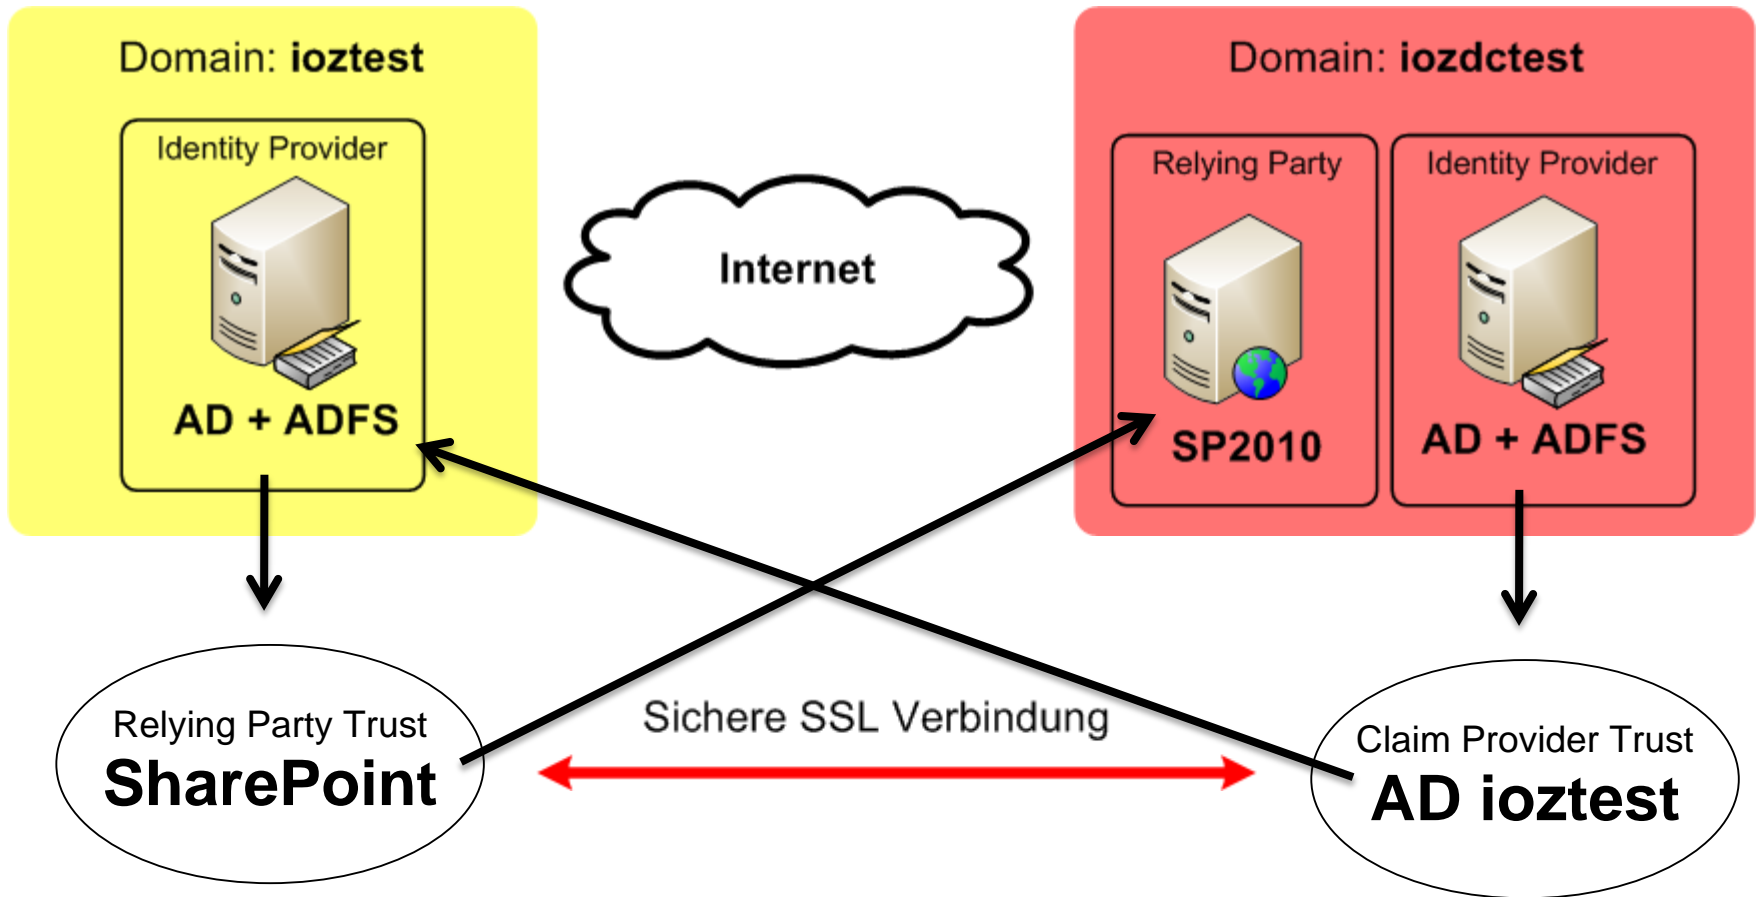 Domain: ioztest
Identity Provider
AD + ADFS
Internet
Domain: iozdctest
Relying Party
SP2010
Identity Provider
AD + ADFS
Relying Party Trust
SharePoint
Sichere SSL Verbindung
Claim Provider Trust
AD ioztest